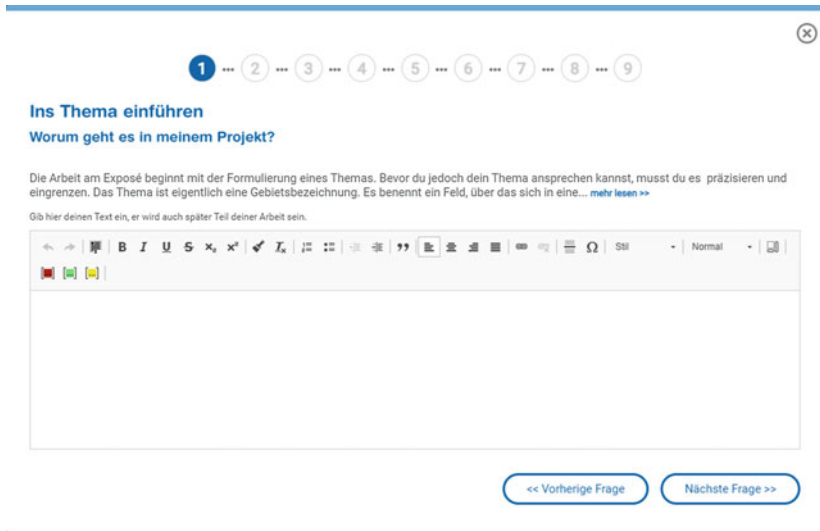 1 ··· 2 ··· 3 ··· 4 ··· 5 ··· 6 ··· 7 ··· 8 ··· 9
Ins Thema einführen
Worum geht es in meinem Projekt?
Die Arbeit am Exposé beginnt mit der Formulierung eines Themas. Bevor du jedoch dein Thema ansprechen kannst, musst du es präzisieren und
eingrenzen. Das Thema ist eigentlich eine Gebietsbezeichnung. Es benennt ein Feld, über das sich in eine... mehr lesen >>
Gib hier deinen Text ein, er wird auch später Teil deiner Arbeit sein.
B I U S x₂ x² Ix Ω Stil Normal
<< Vorherige Frage Nächste Frage >>